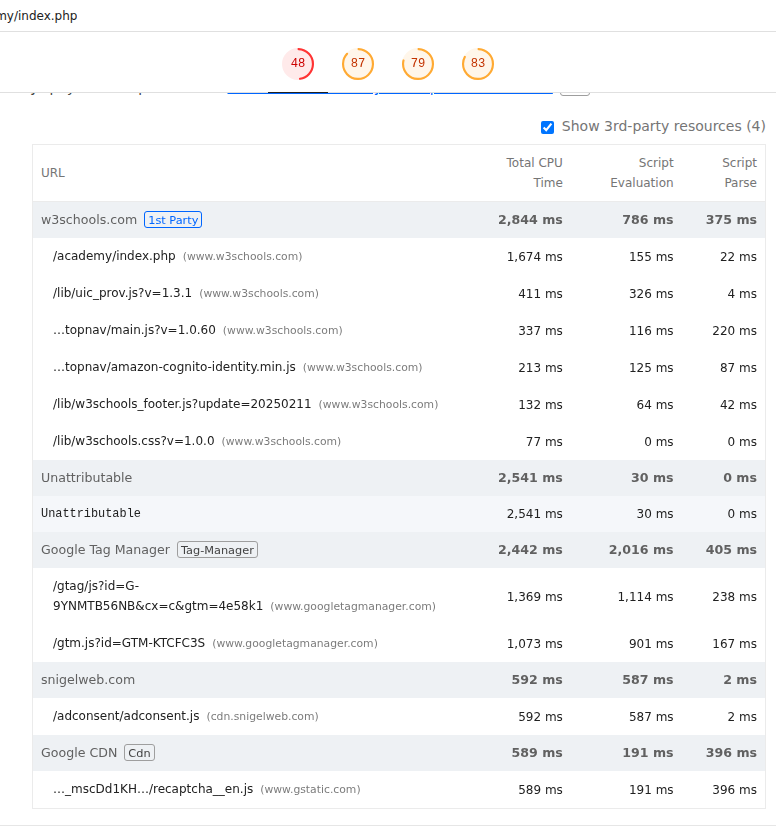 my/index.php
48 87 79 83
Show 3rd-party resources (4)
URL Total CPU Time Script Evaluation Script Parse
w3schools.com 1st Party 2,844 ms 786 ms 375 ms
/academy/index.php (www.w3schools.com) 1,674 ms 155 ms 22 ms
/lib/uic_prov.js?v=1.3.1 (www.w3schools.com) 411 ms 326 ms 4 ms
…topnav/main.js?v=1.0.60 (www.w3schools.com) 337 ms 116 ms 220 ms
…topnav/amazon-cognito-identity.min.js (www.w3schools.com) 213 ms 125 ms 87 ms
/lib/w3schools_footer.js?update=20250211 (www.w3schools.com) 132 ms 64 ms 42 ms
/lib/w3schools.css?v=1.0.0 (www.w3schools.com) 77 ms 0 ms 0 ms
Unattributable 2,541 ms 30 ms 0 ms
Unattributable 2,541 ms 30 ms 0 ms
Google Tag Manager Tag-Manager 2,442 ms 2,016 ms 405 ms
/gtag/js?id=G-
9YNMTB56NB&cx=c&gtm=4e58k1 (www.googletagmanager.com) 1,369 ms 1,114 ms 238 ms
/gtm.js?id=GTM-KTCFC3S (www.googletagmanager.com) 1,073 ms 901 ms 167 ms
snigelweb.com 592 ms 587 ms 2 ms
/adconsent/adconsent.js (cdn.snigelweb.com) 592 ms 587 ms 2 ms
Google CDN Cdn 589 ms 191 ms 396 ms
…_mscDd1KH…/recaptcha__en.js (www.gstatic.com) 589 ms 191 ms 396 ms